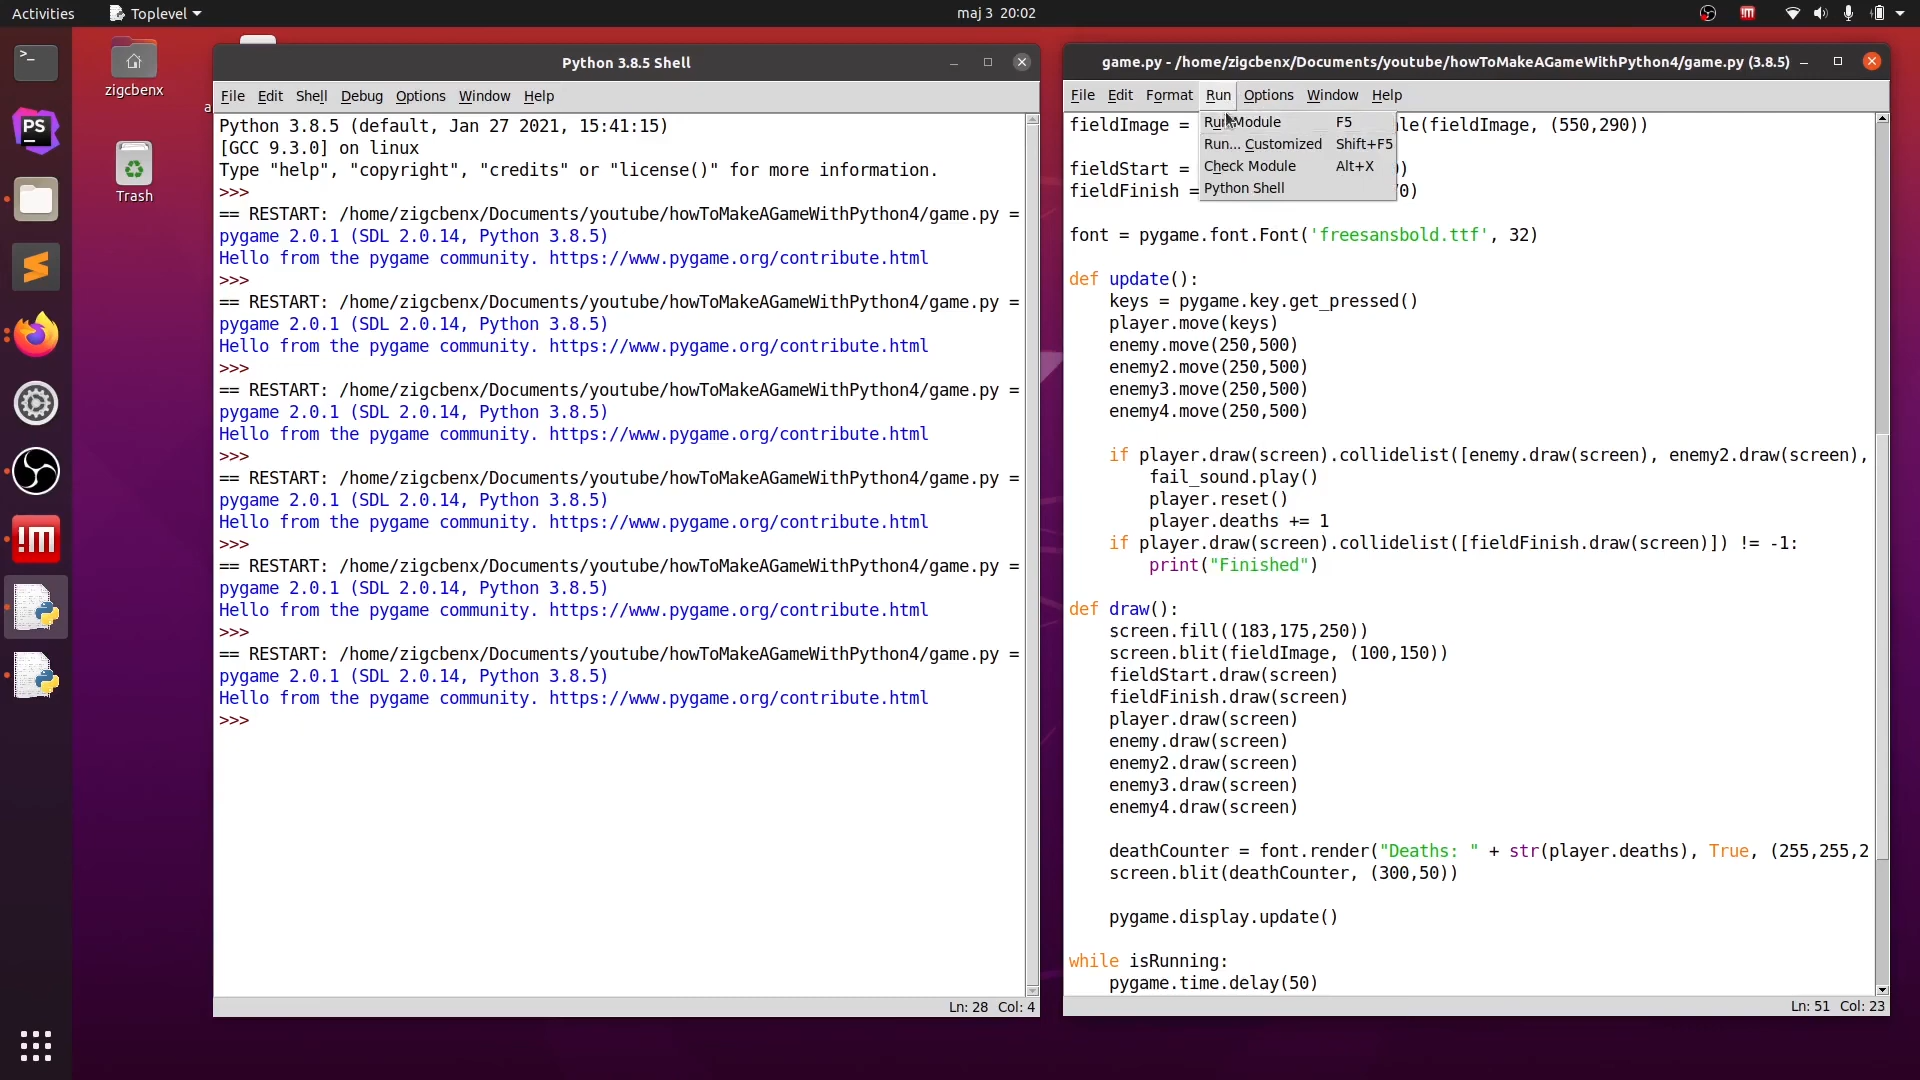 Activities
Toplevel
maj 3 20:02
>_
PS
zigcbenx
Trash
a
!m
Python 3.8.5 Shell
File Edit Shell Debug Options Window Help
Python 3.8.5 (default, Jan 27 2021, 15:41:15)
[GCC 9.3.0] on linux
Type "help", "copyright", "credits" or "license()" for more information.
>>>
== RESTART: /home/zigcbenx/Documents/youtube/howToMakeAGameWithPython4/game.py =
pygame 2.0.1 (SDL 2.0.14, Python 3.8.5)
Hello from the pygame community. https://www.pygame.org/contribute.html
>>>
== RESTART: /home/zigcbenx/Documents/youtube/howToMakeAGameWithPython4/game.py =
pygame 2.0.1 (SDL 2.0.14, Python 3.8.5)
Hello from the pygame community. https://www.pygame.org/contribute.html
>>>
== RESTART: /home/zigcbenx/Documents/youtube/howToMakeAGameWithPython4/game.py =
pygame 2.0.1 (SDL 2.0.14, Python 3.8.5)
Hello from the pygame community. https://www.pygame.org/contribute.html
>>>
== RESTART: /home/zigcbenx/Documents/youtube/howToMakeAGameWithPython4/game.py =
pygame 2.0.1 (SDL 2.0.14, Python 3.8.5)
Hello from the pygame community. https://www.pygame.org/contribute.html
>>>
== RESTART: /home/zigcbenx/Documents/youtube/howToMakeAGameWithPython4/game.py =
pygame 2.0.1 (SDL 2.0.14, Python 3.8.5)
Hello from the pygame community. https://www.pygame.org/contribute.html
>>>
== RESTART: /home/zigcbenx/Documents/youtube/howToMakeAGameWithPython4/game.py =
pygame 2.0.1 (SDL 2.0.14, Python 3.8.5)
Hello from the pygame community. https://www.pygame.org/contribute.html
>>>
Ln: 28 Col: 4
game.py - /home/zigcbenx/Documents/youtube/howToMakeAGameWithPython4/game.py (3.8.5)
File Edit Format Run Options Window Help
Run Module F5
Run... Customized Shift+F5
Check Module Alt+X
Python Shell
fieldImage = le(fieldImage, (550,290))
fieldStart = )
fieldFinish = 0)
font = pygame.font.Font('freesansbold.ttf', 32)
def update():
    keys = pygame.key.get_pressed()
    player.move(keys)
    enemy.move(250,500)
    enemy2.move(250,500)
    enemy3.move(250,500)
    enemy4.move(250,500)
    if player.draw(screen).collidelist([enemy.draw(screen), enemy2.draw(screen),
        fail_sound.play()
        player.reset()
        player.deaths += 1
    if player.draw(screen).collidelist([fieldFinish.draw(screen)]) != -1:
        print("Finished")
def draw():
    screen.fill((183,175,250))
    screen.blit(fieldImage, (100,150))
    fieldStart.draw(screen)
    fieldFinish.draw(screen)
    player.draw(screen)
    enemy.draw(screen)
    enemy2.draw(screen)
    enemy3.draw(screen)
    enemy4.draw(screen)
    deathCounter = font.render("Deaths: " + str(player.deaths), True, (255,255,2
    screen.blit(deathCounter, (300,50))
    pygame.display.update()
while isRunning:
    pygame.time.delay(50)
Ln: 51 Col: 23